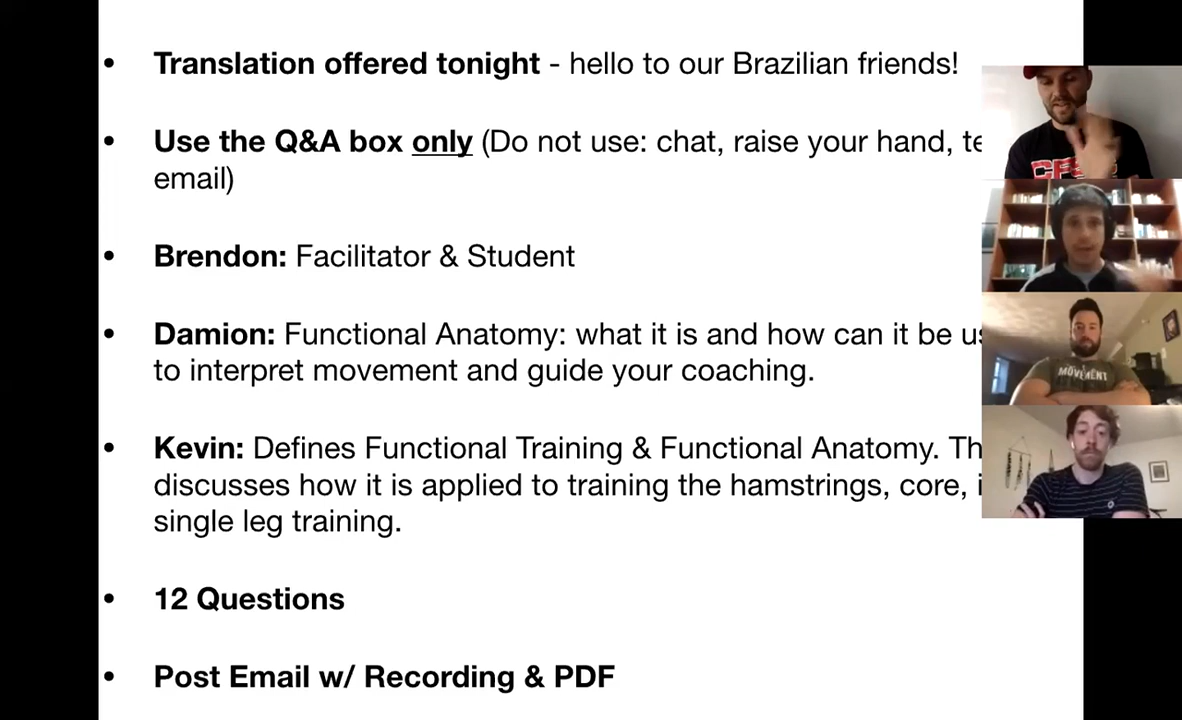 Translation offered tonight - hello to our Brazilian friends!
Use the Q&A box only (Do not use: chat, raise your hand,
email)
Brendon: Facilitator & Student
Damion: Functional Anatomy: what it is and how can it be
to interpret movement and guide your coaching.
Kevin: Defines Functional Training & Functional Anatomy.
discusses how it is applied to training the hamstrings, core,
single leg training.
12 Questions
Post Email w/ Recording & PDF
MOVEMENT